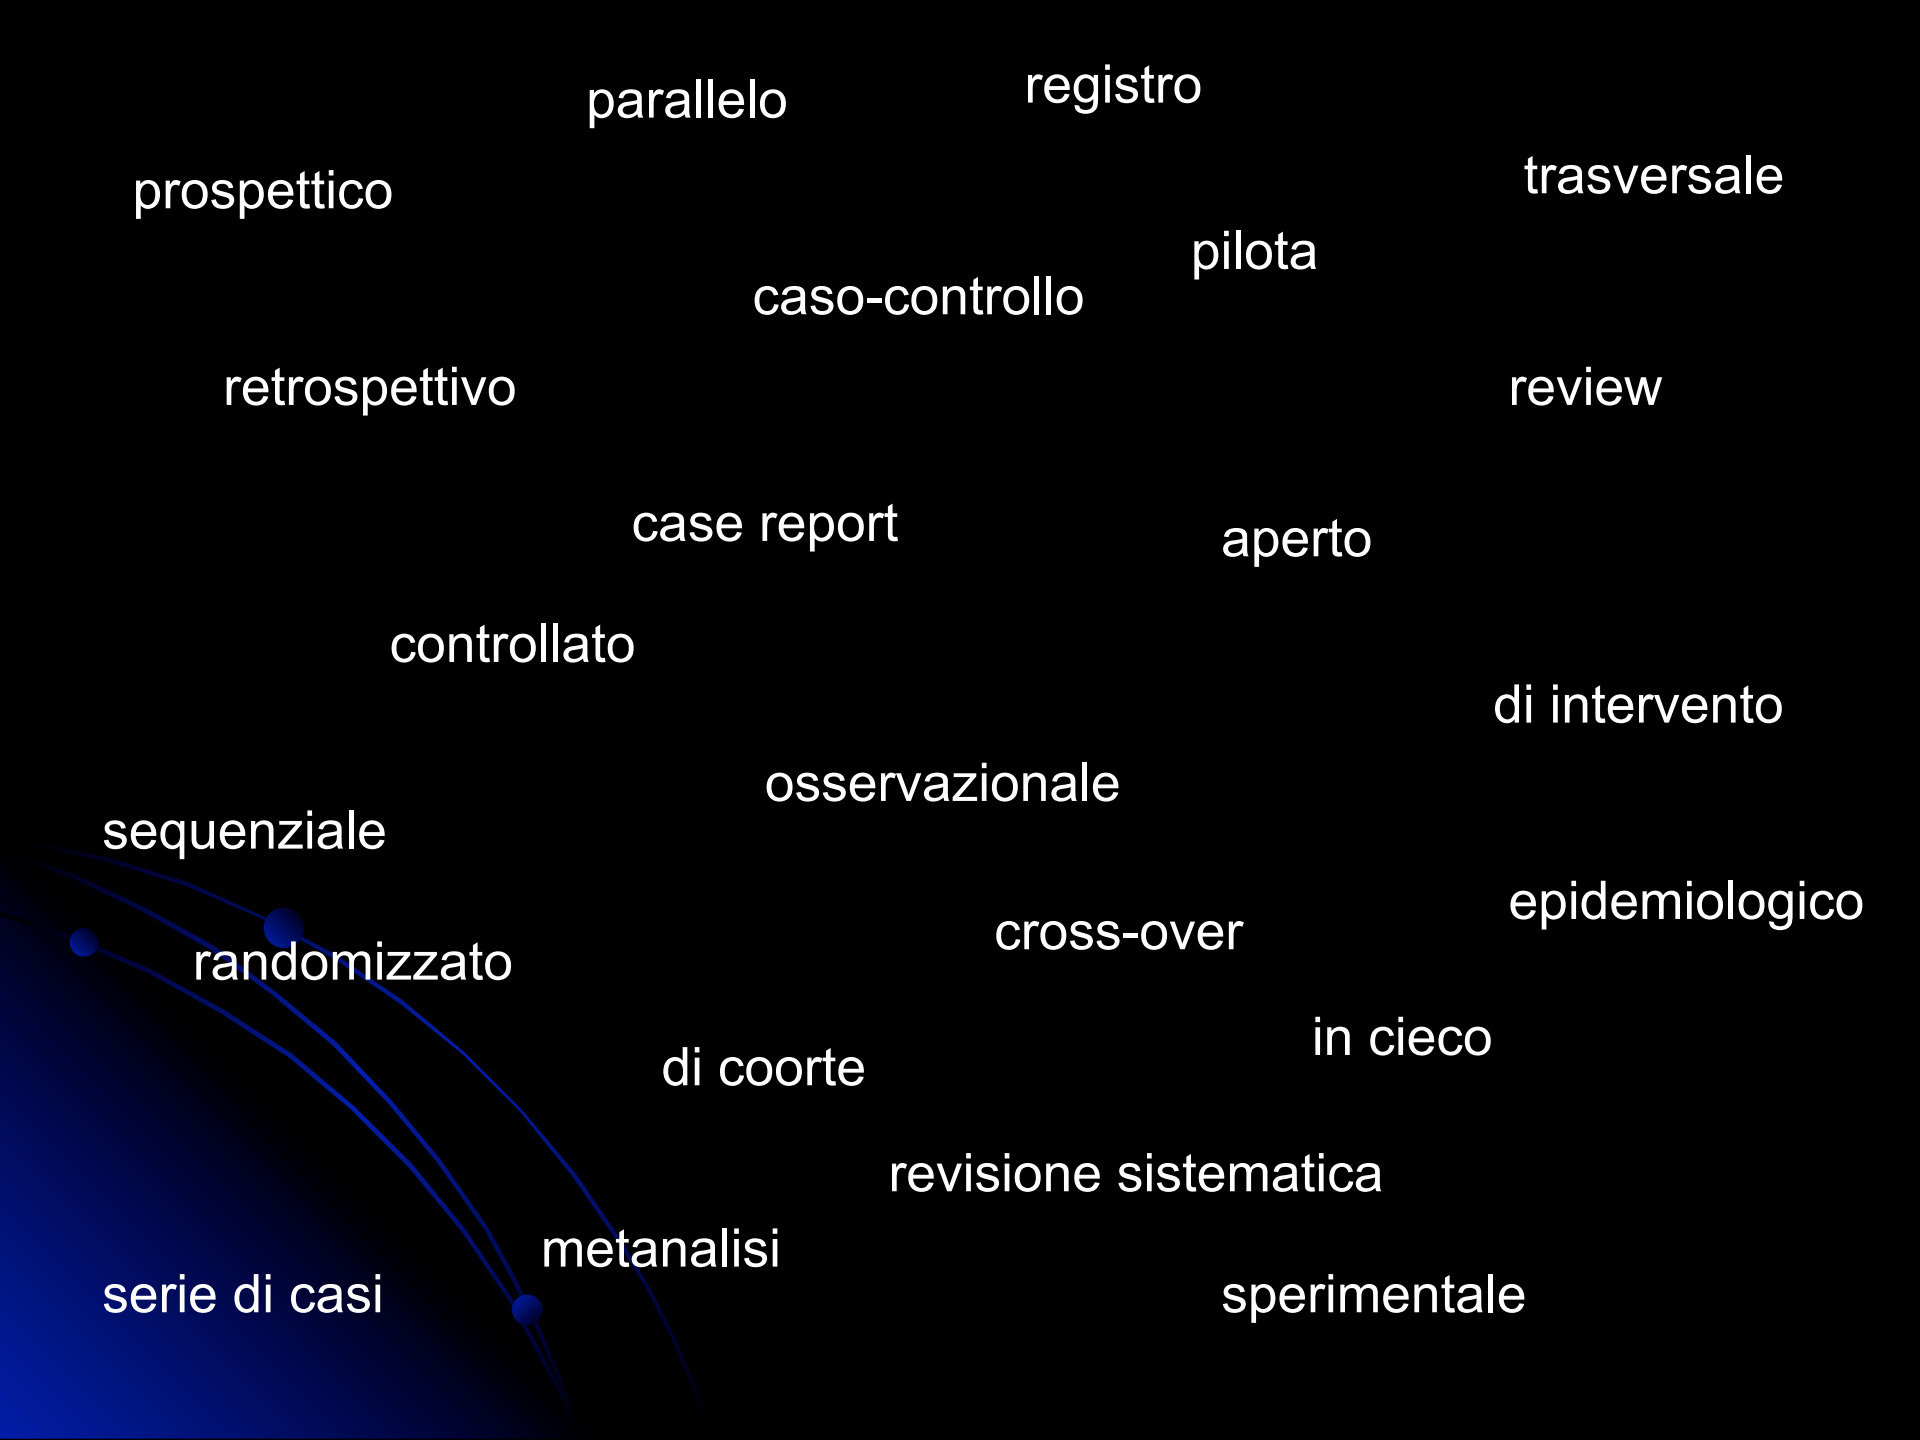 parallelo
registro
prospettico
trasversale
pilota
caso-controllo
retrospettivo
review
case report
aperto
controllato
di intervento
osservazionale
sequenziale
epidemiologico
cross-over
randomizzato
in cieco
di coorte
revisione sistematica
metanalisi
serie di casi
sperimentale